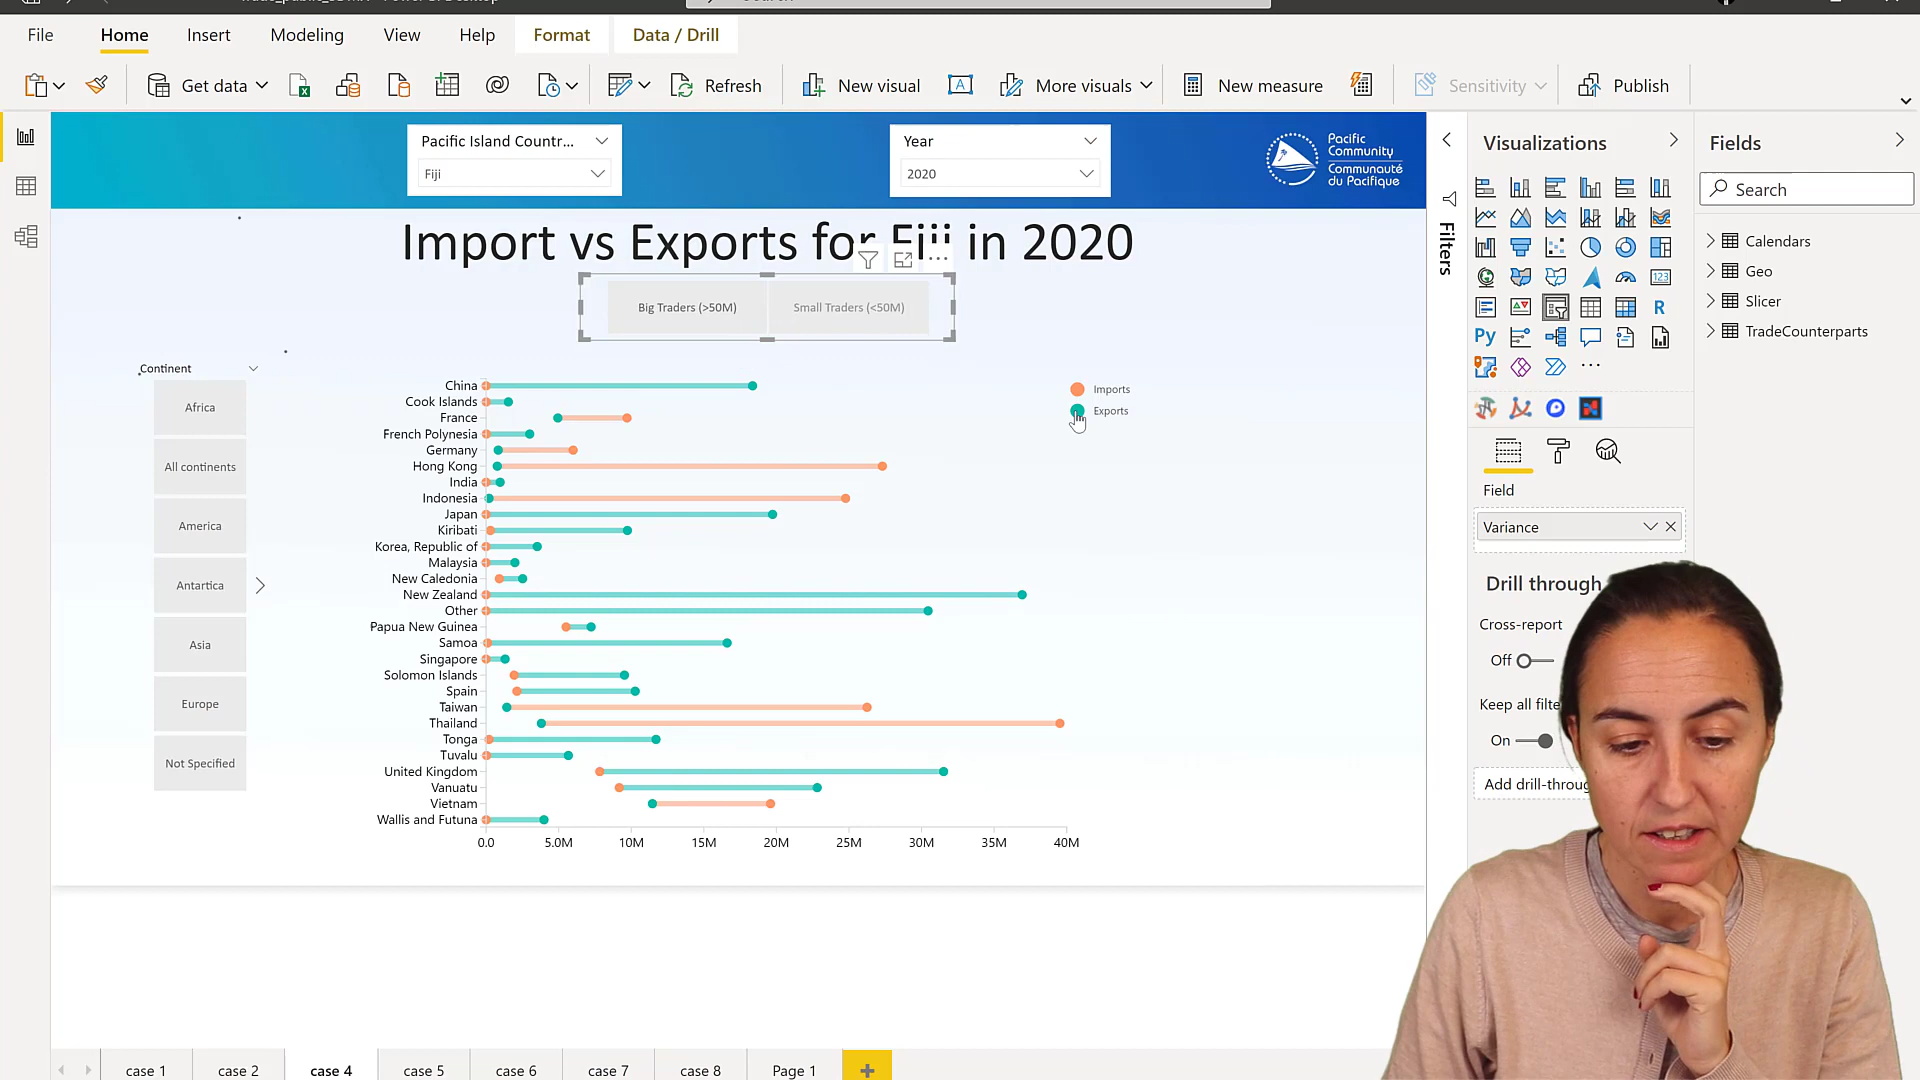 File
Home
Insert
Modeling
View
Help
Format
Data / Drill
Get data
Refresh
New visual
More visuals
New measure
Sensitivity
Publish
Pacific Island Countr...
Fiji
Year
2020
Pacific
Community
Communauté
du Pacifique
Import vs Exports for Fiji in 2020
Big Traders (>50M)
Small Traders (<50M)
Continent
Africa
All continents
America
Antartica
Asia
Europe
Not Specified
China
Cook Islands
France
French Polynesia
Germany
Hong Kong
India
Indonesia
Japan
Kiribati
Korea, Republic of
Malaysia
New Caledonia
New Zealand
Other
Papua New Guinea
Samoa
Singapore
Solomon Islands
Spain
Taiwan
Thailand
Tonga
Tuvalu
United Kingdom
Vanuatu
Vietnam
Wallis and Futuna
0.0 5.0M 10M 15M 20M 25M 30M 35M 40M
Imports
Exports
Filters
Visualizations
123
R
Py
Field
Variance
Drill through
Cross-report
Off
Keep all filte
On
Add drill-throug
Fields
Search
Calendars
Geo
Slicer
TradeCounterparts
case 1
case 2
case 4
case 5
case 6
case 7
case 8
Page 1